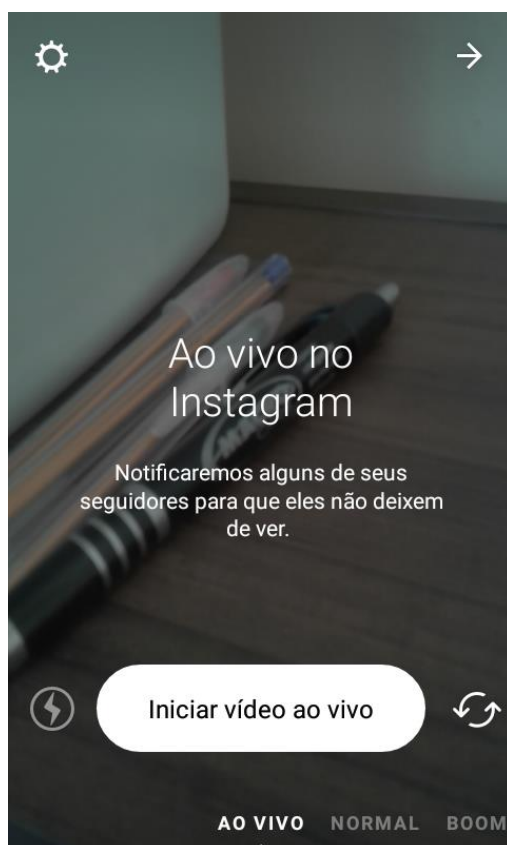 Ao vivo no
Instagram
Notificaremos alguns de seus
seguidores para que eles não deixem
de ver.
Iniciar vídeo ao vivo
AO VIVO NORMAL BOOM